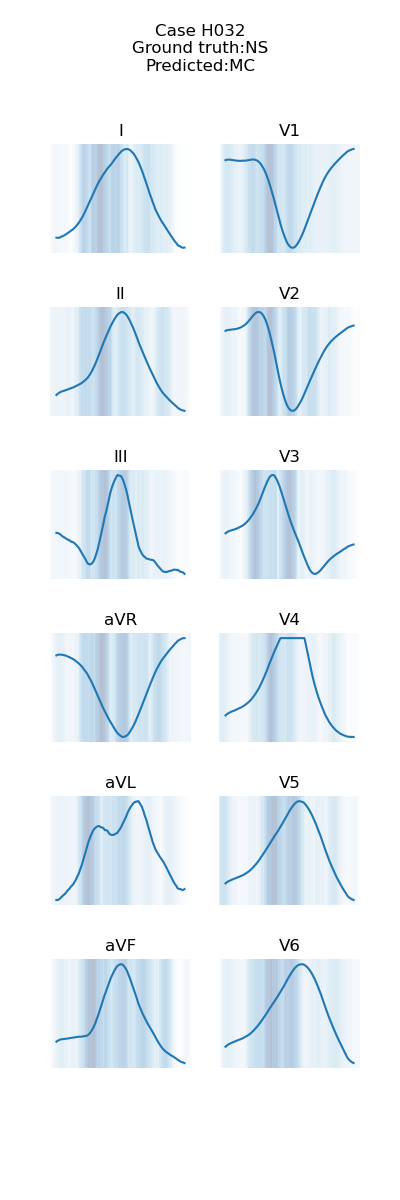 Case H032
Ground truth:NS
Predicted:MC
I
V1
II
V2
III
V3
aVR
V4
aVL
V5
aVF
V6